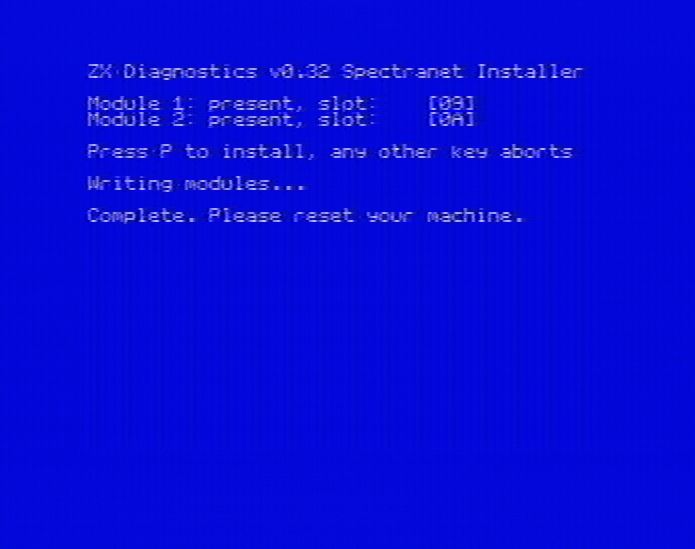 ZX Diagnostics v0.32 Spectranet Installer
Module 1: present, slot: [09]
Module 2: present, slot: [0A]
Press P to install, any other key aborts
Writing modules...
Complete. Please reset your machine.